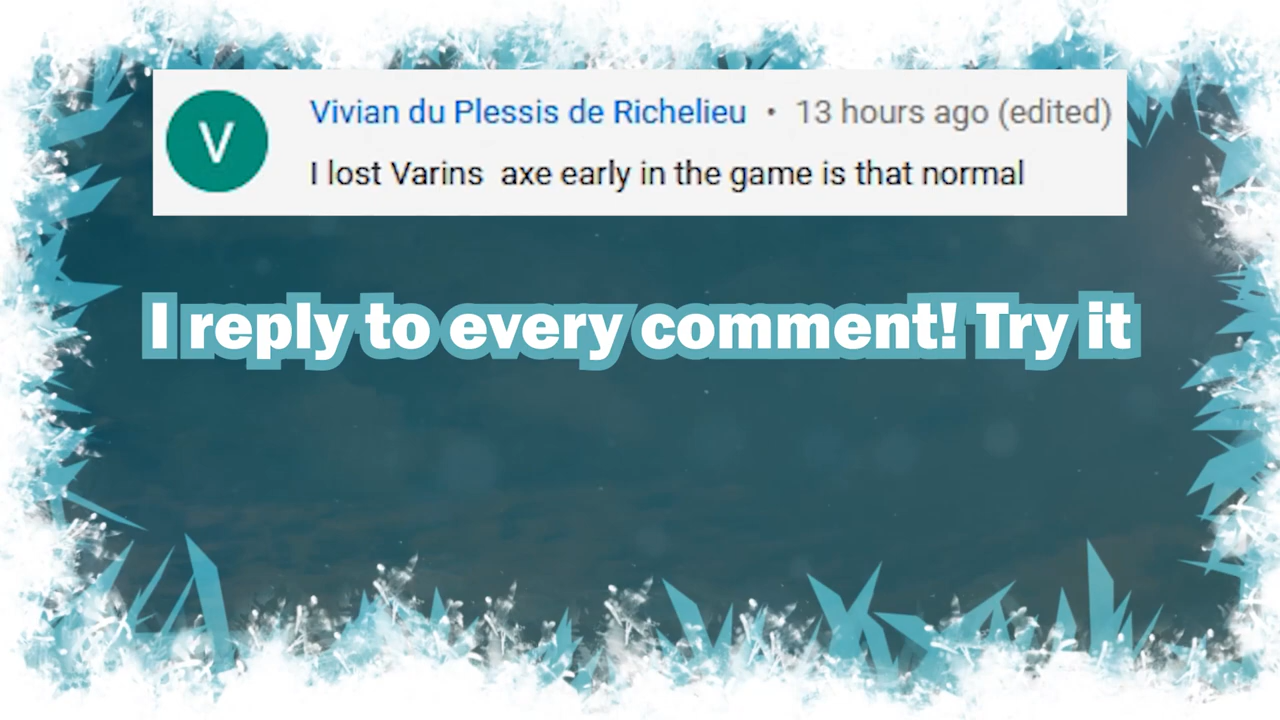 V
Vivian du Plessis de Richelieu • 13 hours ago (edited)
I lost Varins  axe early in the game is that normal
I reply to every comment! Try it